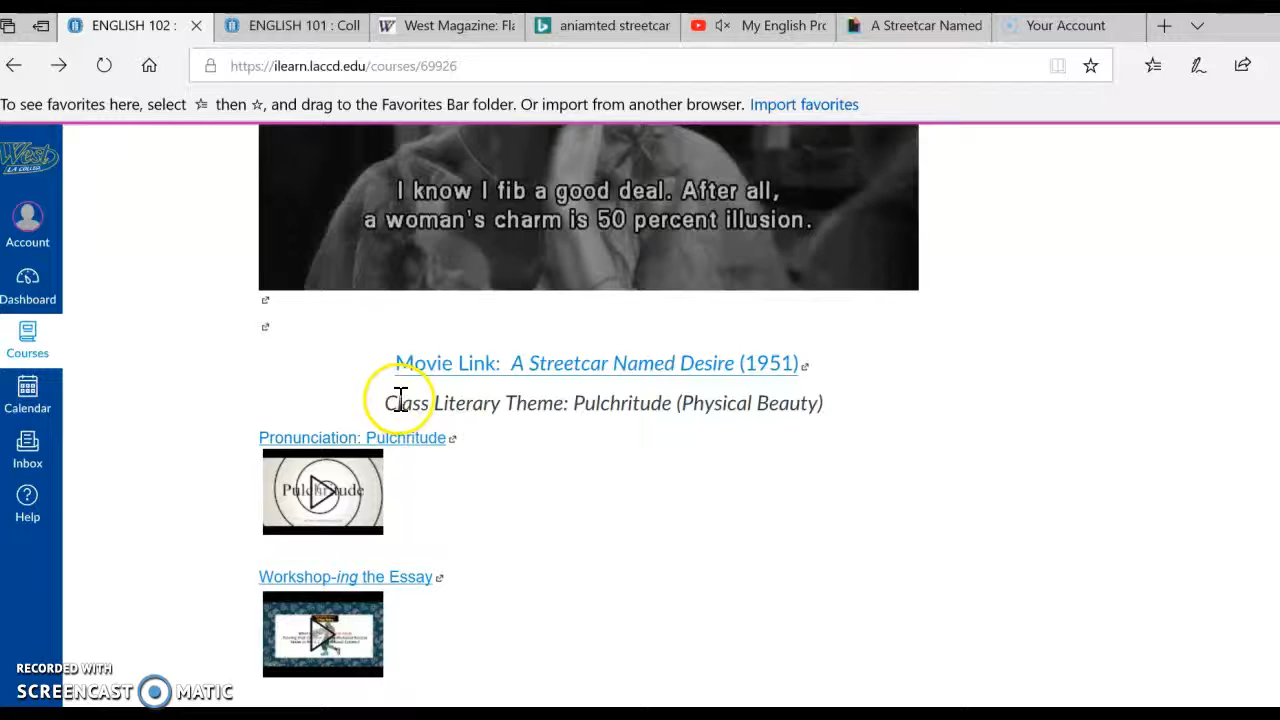 ENGLISH 102 :
ENGLISH 101 : Coll
West Magazine: Fla
aniamted streetcar
My English Pro
A Streetcar Named
Your Account
https://ilearn.laccd.edu/courses/69926
To see favorites here, select then ☆, and drag to the Favorites Bar folder. Or import from another browser. Import favorites
West
LA COLLEGE
Account
Dashboard
Courses
Calendar
Inbox
Help
I know I fib a good deal. After all,
a woman's charm is 50 percent illusion.
Movie Link: A Streetcar Named Desire (1951)
Class Literary Theme: Pulchritude (Physical Beauty)
Pronunciation: Pulchritude
Pulchritude
Workshop-ing the Essay
RECORDED WITH
SCREENCAST MATIC